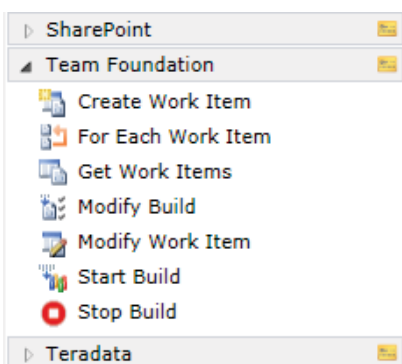 SharePoint
Team Foundation
Create Work Item
For Each Work Item
Get Work Items
Modify Build
Modify Work Item
Start Build
Stop Build
Teradata